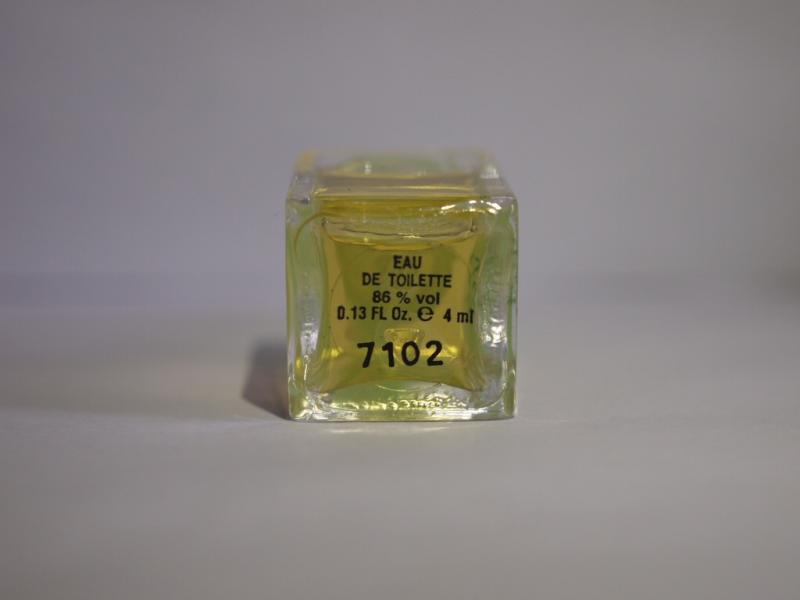 EAU
DE TOILETTE
86 % vol
0.13 FL Oz. ℮ 4 ml
7102